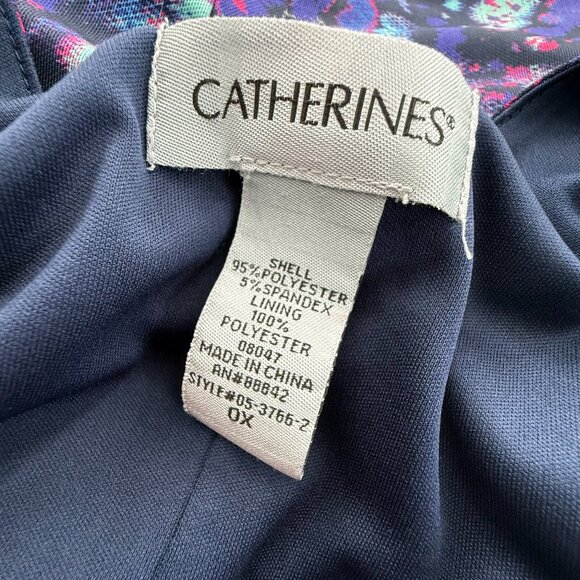 CATHERINES®
SHELL
95% POLYESTER
5% SPANDEX
LINING
100%
POLYESTER
08047
MADE IN CHINA
RN#88842
STYLE#05-3766-2
0X